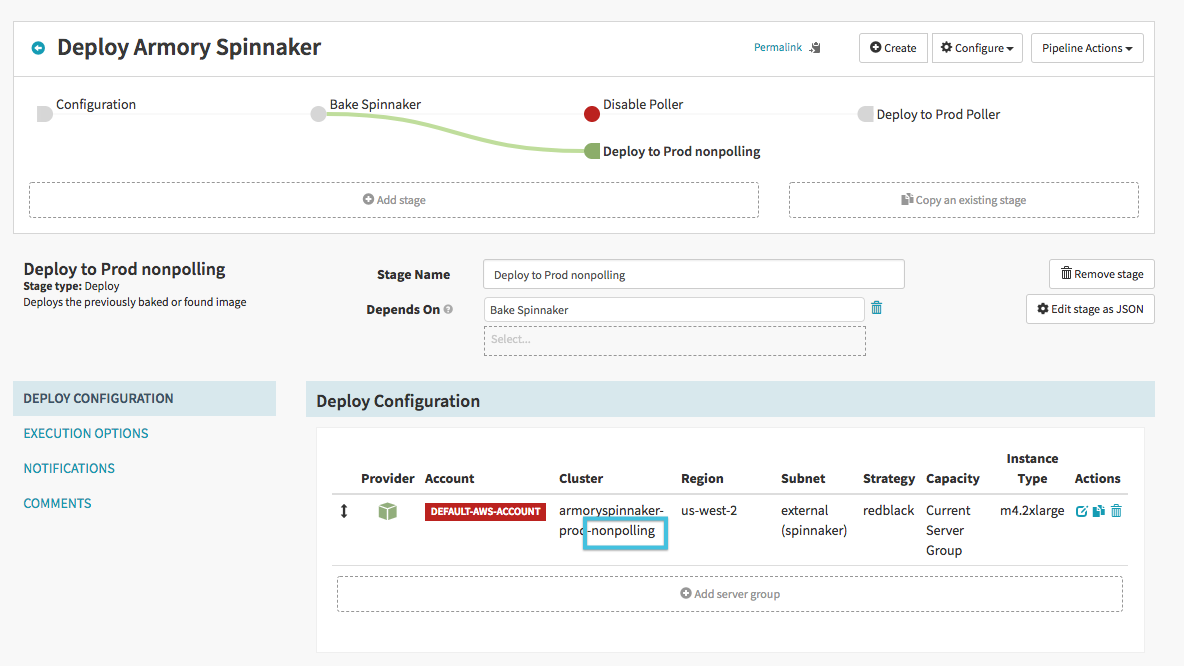 Deploy Armory Spinnaker
Permalink
Create
Configure
Pipeline Actions
Configuration
Bake Spinnaker
Disable Poller
Deploy to Prod Poller
Deploy to Prod nonpolling
Add stage
Copy an existing stage
Deploy to Prod nonpolling
Stage type: Deploy
Deploys the previously baked or found image
Stage Name
Deploy to Prod nonpolling
Remove stage
Depends On
Bake Spinnaker
Edit stage as JSON
Select...
DEPLOY CONFIGURATION
EXECUTION OPTIONS
NOTIFICATIONS
COMMENTS
Deploy Configuration
Provider Account Cluster Region Subnet Strategy Capacity Instance Type Actions
DEFAULT-AWS-ACCOUNT armoryspinnaker- us-west-2 external redblack Current m4.2xlarge
prod-nonpolling (spinnaker) Server
Group
Add server group